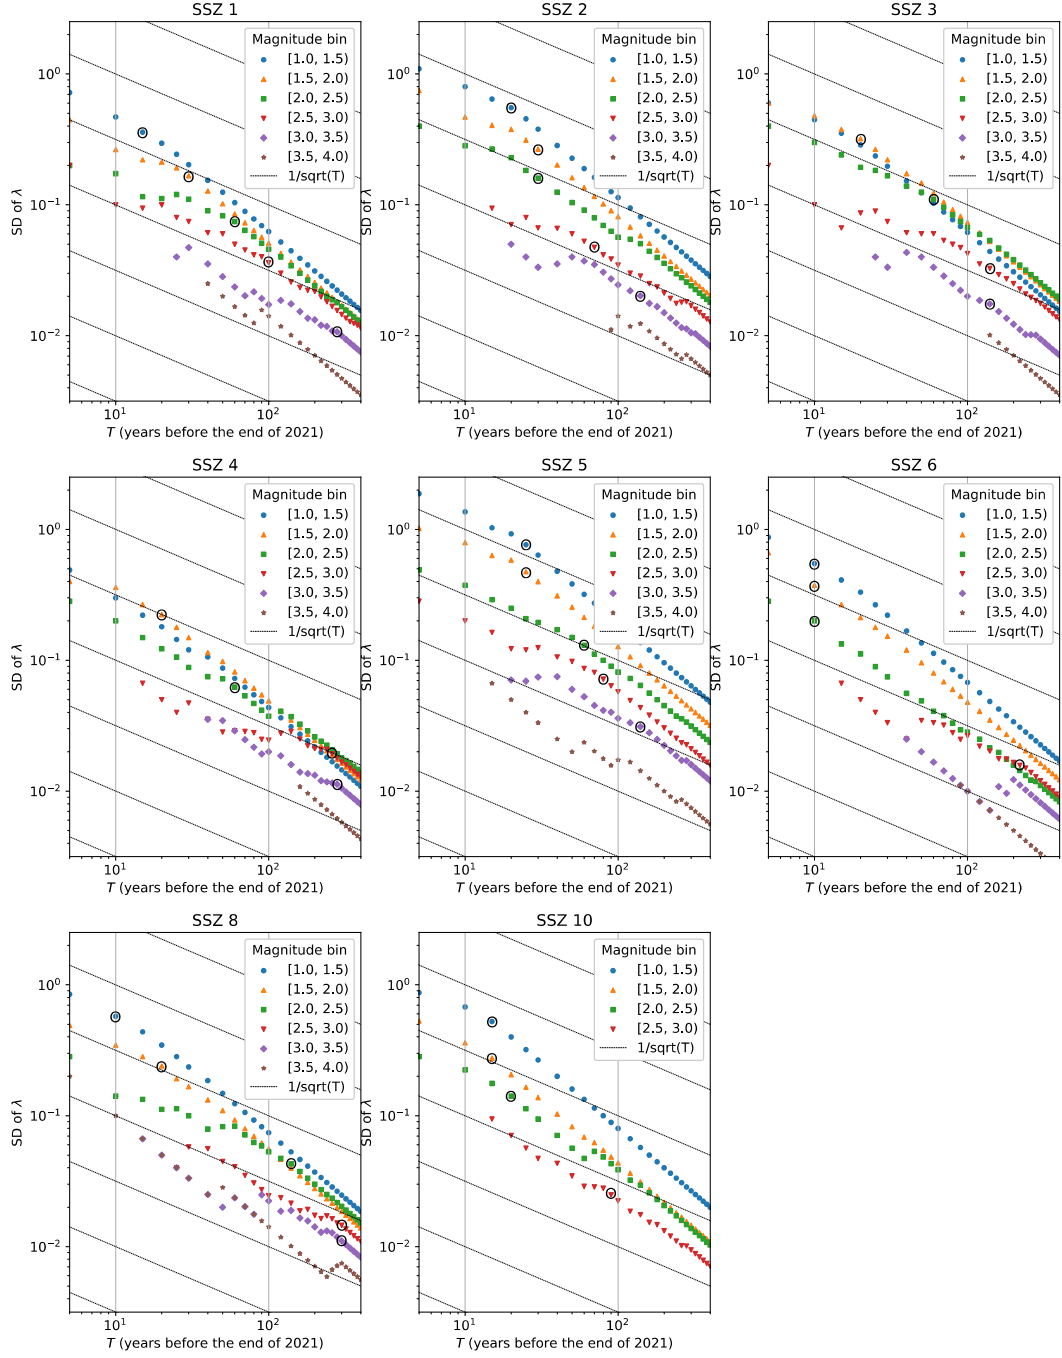 SSZ 1
SD of λ
10⁰
10⁻¹
10⁻²
Magnitude bin
[1.0, 1.5)
[1.5, 2.0)
[2.0, 2.5)
[2.5, 3.0)
[3.0, 3.5)
[3.5, 4.0)
1/sqrt(T)
10¹
10²
T (years before the end of 2021)
SSZ 2
SD of λ
10⁰
10⁻¹
10⁻²
Magnitude bin
[1.0, 1.5)
[1.5, 2.0)
[2.0, 2.5)
[2.5, 3.0)
[3.0, 3.5)
[3.5, 4.0)
1/sqrt(T)
10¹
10²
T (years before the end of 2021)
SSZ 3
SD of λ
10⁰
10⁻¹
10⁻²
Magnitude bin
[1.0, 1.5)
[1.5, 2.0)
[2.0, 2.5)
[2.5, 3.0)
[3.0, 3.5)
[3.5, 4.0)
1/sqrt(T)
10¹
10²
T (years before the end of 2021)
SSZ 4
SD of λ
10⁰
10⁻¹
10⁻²
Magnitude bin
[1.0, 1.5)
[1.5, 2.0)
[2.0, 2.5)
[2.5, 3.0)
[3.0, 3.5)
[3.5, 4.0)
1/sqrt(T)
10¹
10²
T (years before the end of 2021)
SSZ 5
SD of λ
10⁰
10⁻¹
10⁻²
Magnitude bin
[1.0, 1.5)
[1.5, 2.0)
[2.0, 2.5)
[2.5, 3.0)
[3.0, 3.5)
[3.5, 4.0)
1/sqrt(T)
10¹
10²
T (years before the end of 2021)
SSZ 6
SD of λ
10⁰
10⁻¹
10⁻²
Magnitude bin
[1.0, 1.5)
[1.5, 2.0)
[2.0, 2.5)
[2.5, 3.0)
[3.0, 3.5)
[3.5, 4.0)
1/sqrt(T)
10¹
10²
T (years before the end of 2021)
SSZ 8
SD of λ
10⁰
10⁻¹
10⁻²
Magnitude bin
[1.0, 1.5)
[1.5, 2.0)
[2.0, 2.5)
[2.5, 3.0)
[3.0, 3.5)
[3.5, 4.0)
1/sqrt(T)
10¹
10²
T (years before the end of 2021)
SSZ 10
SD of λ
10⁰
10⁻¹
10⁻²
Magnitude bin
[1.0, 1.5)
[1.5, 2.0)
[2.0, 2.5)
[2.5, 3.0)
1/sqrt(T)
10¹
10²
T (years before the end of 2021)